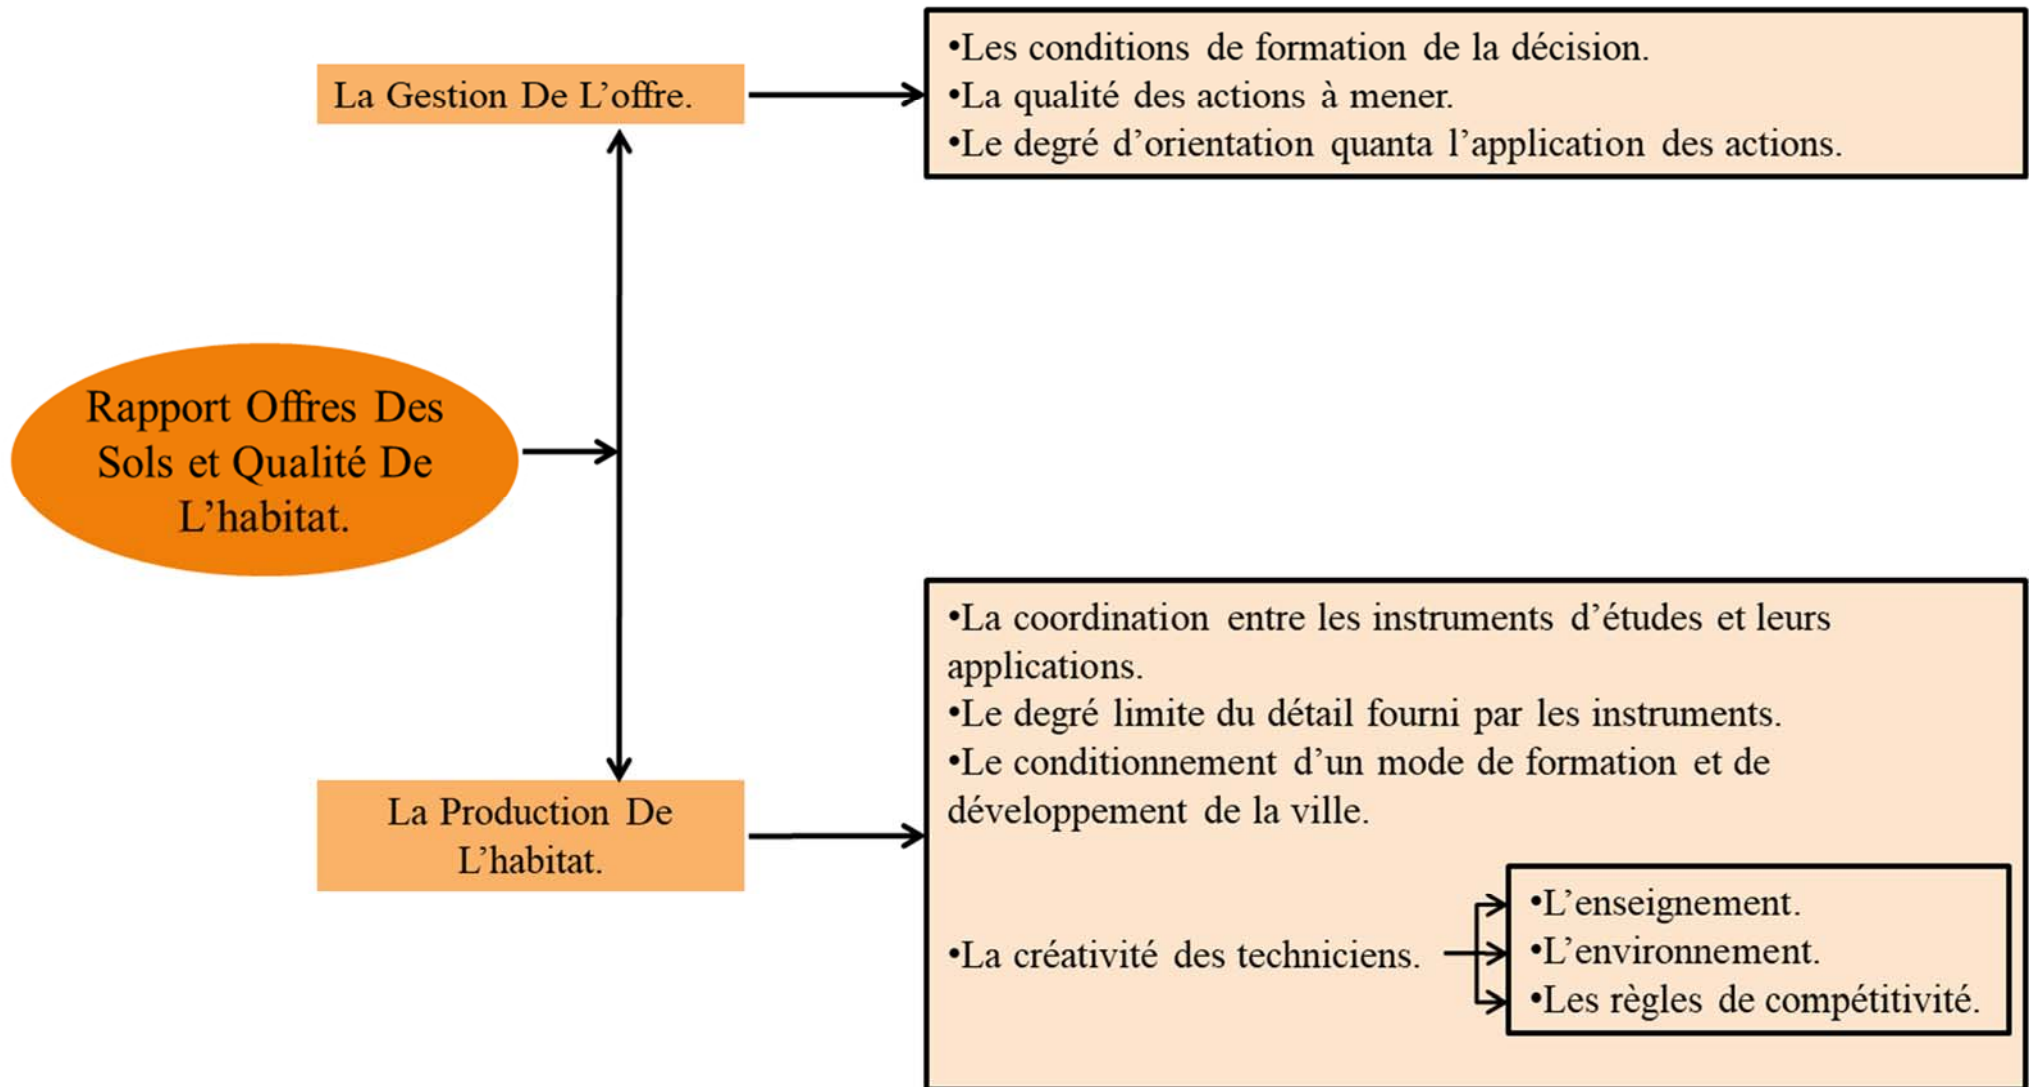 La Gestion De L’offre.
•Les conditions de formation de la décision.
•La qualité des actions à mener.
•Le degré d’orientation quanta l’application des actions.
Rapport Offres Des
Sols et Qualité De
L’habitat.
La Production De
L’habitat.
•La coordination entre les instruments d’études et leurs
applications.
•Le degré limite du détail fourni par les instruments.
•Le conditionnement d’un mode de formation et de
développement de la ville.
•La créativité des techniciens.
•L’enseignement.
•L’environnement.
•Les règles de compétitivité.